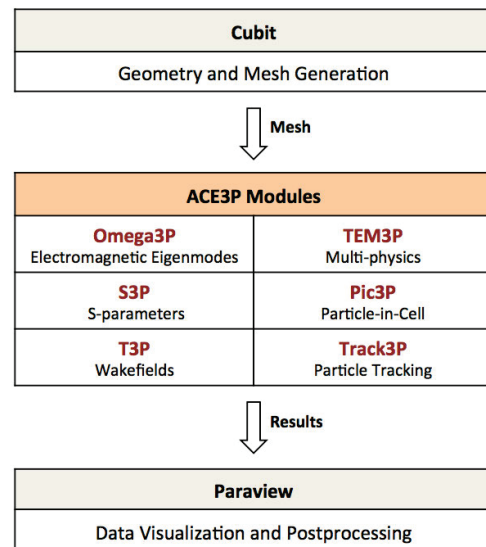 Cubit
Geometry and Mesh Generation
Mesh
ACE3P Modules
Omega3P
Electromagnetic Eigenmodes
TEM3P
Multi-physics
S3P
S-parameters
Pic3P
Particle-in-Cell
T3P
Wakefields
Track3P
Particle Tracking
Results
Paraview
Data Visualization and Postprocessing